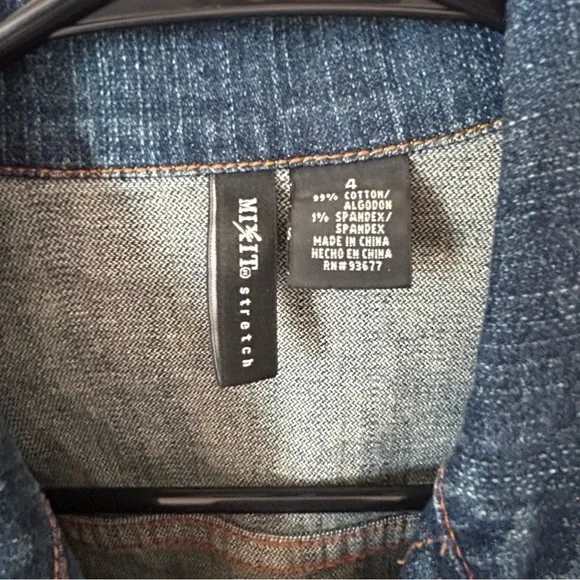 MIXIT® stretch
4
99% COTTON/
ALGODON
1% SPANDEX/
SPANDEX
MADE IN CHINA
HECHO EN CHINA
RN# 93677